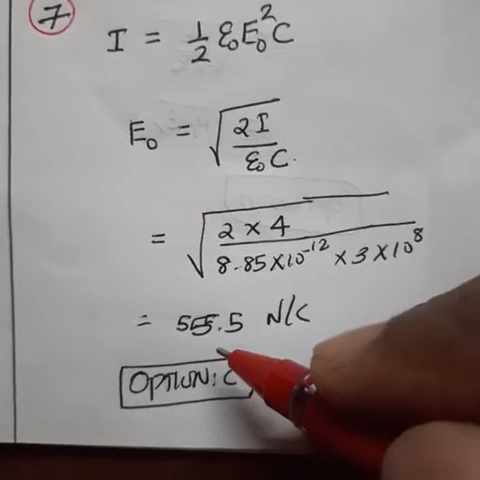 7
I = 1/2 ε₀E₀²C
E₀ = √(2I / ε₀C.)
= √(2 × 4 / 8.85×10⁻¹² × 3×10⁸)
= 55.5 N/C
OPTION: C